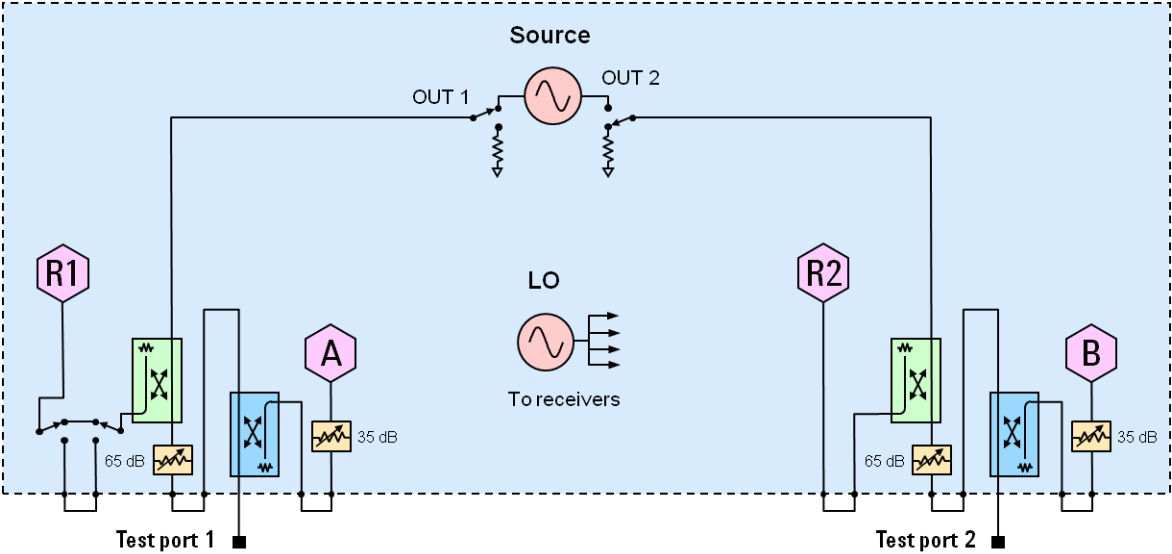 Source
OUT 1
OUT 2
R1
LO
R2
A
B
To receivers
35 dB
35 dB
65 dB
65 dB
Test port 1
Test port 2